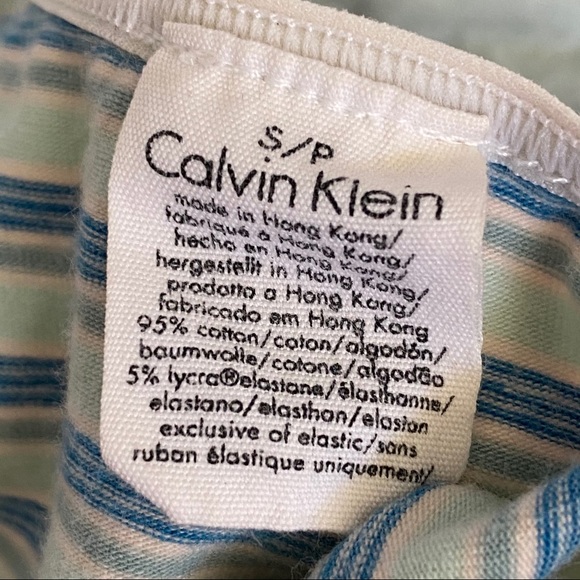 S/P
Calvin Klein
made in Hong Kong/
fabriqué à Hong Kong/
hecho en Hong Kong/
hergestellt in Hong Kong/
prodotto a Hong Kong/
fabricado em Hong Kong
95% cotton/coton/algodón/
baumwolle/cotone/algodão
5% lycra®elastane/élasthanne/
elastano/elasthan/elaston
exclusive of elastic/sans
ruban élastique uniquement/